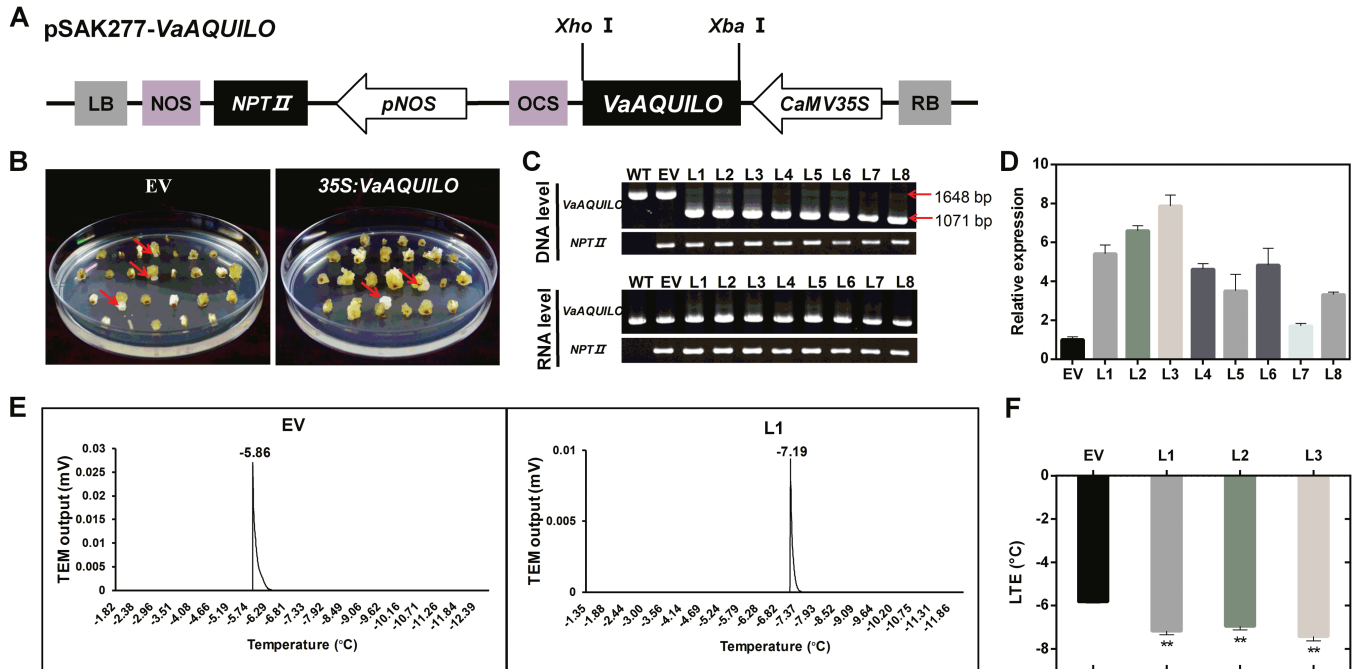 A
pSAK277-VaAQUILO
Xho I
Xba I
LB
NOS
NPT II
pNOS
OCS
VaAQUILO
CaMV35S
RB
B
EV
35S:VaAQUILO
C
WT EV L1 L2 L3 L4 L5 L6 L7 L8
DNA level
VaAQUILO
1648 bp
1071 bp
NPT II
WT EV L1 L2 L3 L4 L5 L6 L7 L8
RNA level
VaAQUILO
NPT II
D
Relative expression
10
8
6
4
2
0
EV L1 L2 L3 L4 L5 L6 L7 L8
E
EV
-5.86
TEM output (mV)
0.03
0.025
0.02
0.015
0.01
0.005
0
-1.82 -2.38 -2.96 -3.51 -4.08 -4.66 -5.19 -5.74 -6.29 -6.81 -7.33 -7.92 -8.49 -9.06 -9.62 -10.16 -10.71 -11.26 -11.84 -12.39
Temperature (°C)
L1
-7.19
TEM output (mV)
0.01
0.005
0
-1.35 -1.88 -2.44 -3.00 -3.56 -4.14 -4.69 -5.24 -5.79 -6.28 -6.82 -7.37 -7.93 -8.52 -9.09 -9.64 -10.20 -10.75 -11.31 -11.86
Temperature (°C)
F
EV L1 L2 L3
LTE (°C)
0
-2
-4
-6
-8
** ** **